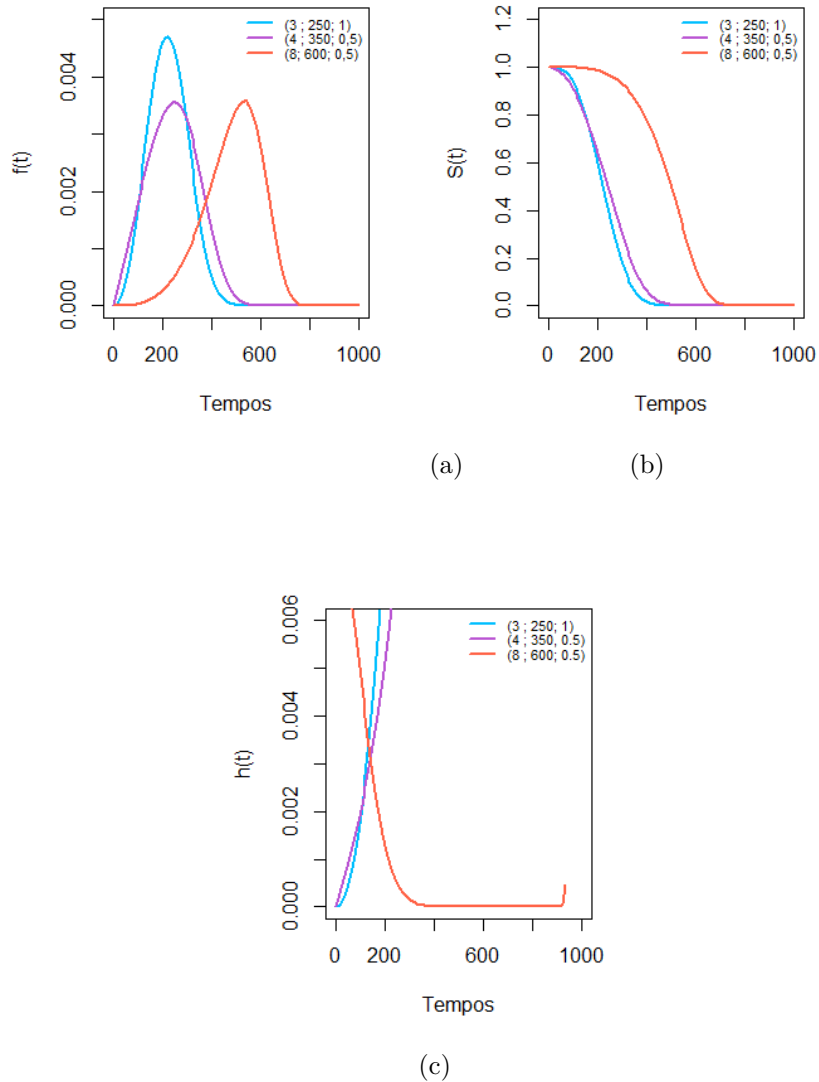 (3 ; 250; 1)
(4 ; 350; 0,5)
(8; 600; 0,5)
f(t)
0.004
0.002
0.000
0 200 600 1000
Tempos
(3 ; 250; 1)
(4 ; 350; 0,5)
(8; 600; 0,5)
S(t)
1.2
1.0
0.8
0.6
0.4
0.2
0.0
0 200 600 1000
Tempos
(a) (b)
(3 ; 250; 1)
(4 ; 350, 0.5)
(8 ; 600; 0.5)
h(t)
0.006
0.004
0.002
0.000
0 200 600 1000
Tempos
(c)